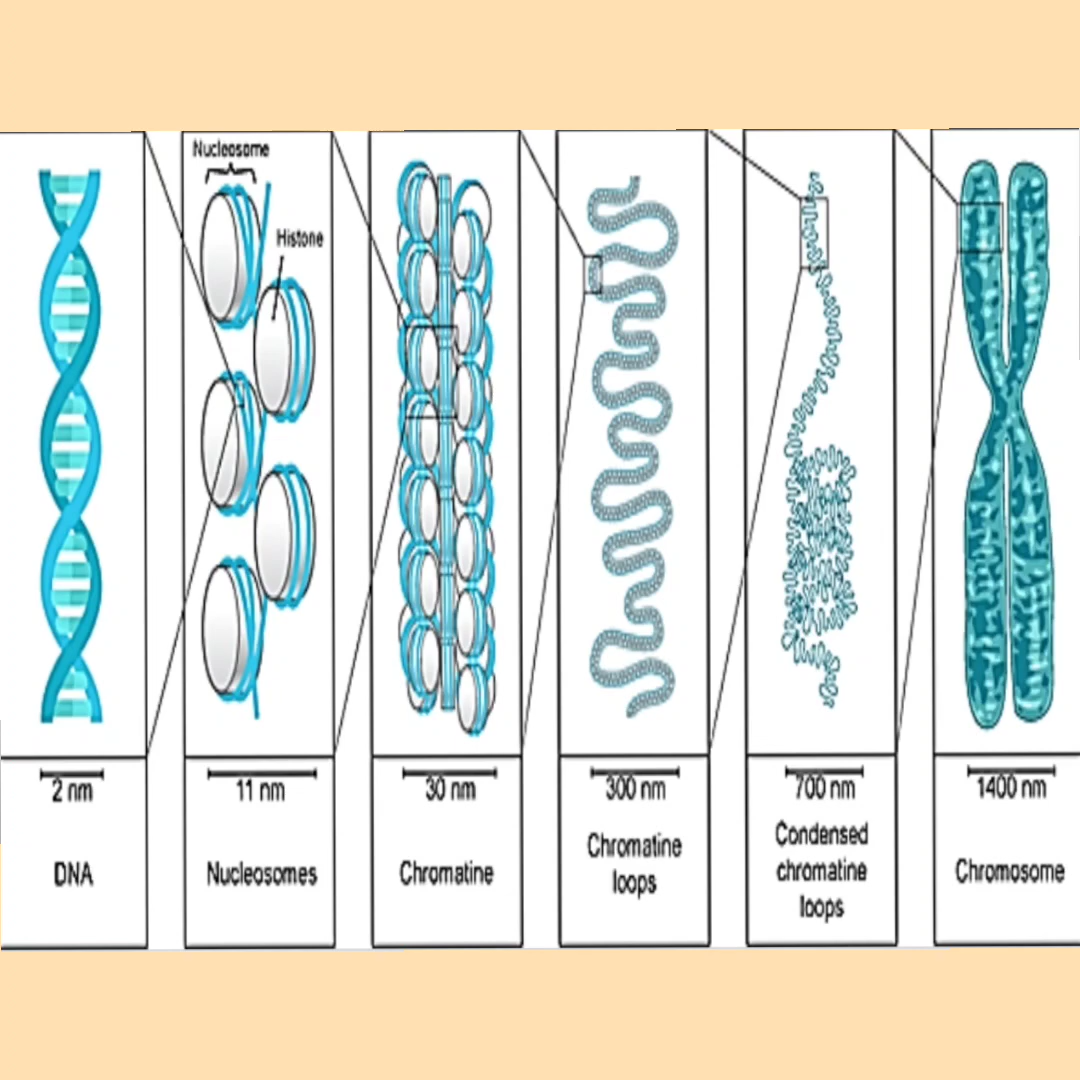 Nucleosome
Histone
2 nm
11 nm
30 nm
300 nm
700 nm
1400 nm
DNA
Nucleosomes
Chromatine
Chromatine
loops
Condensed
chromatine
loops
Chromosome